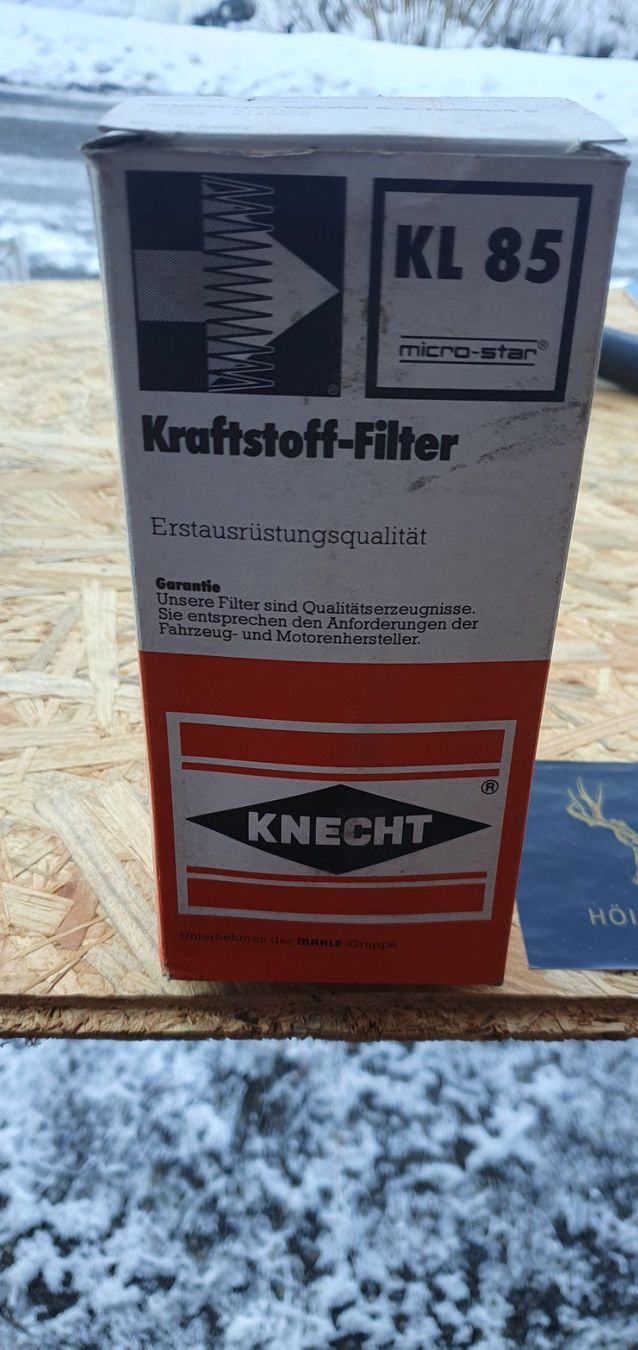 KL 85
micro-star®
Kraftstoff-Filter
Erstausrüstungsqualität
Garantie
Unsere Filter sind Qualitätserzeugnisse.
Sie entsprechen den Anforderungen der
Fahrzeug- und Motorenhersteller.
®
KNECHT
Unternehmen der MAHLE-Gruppe